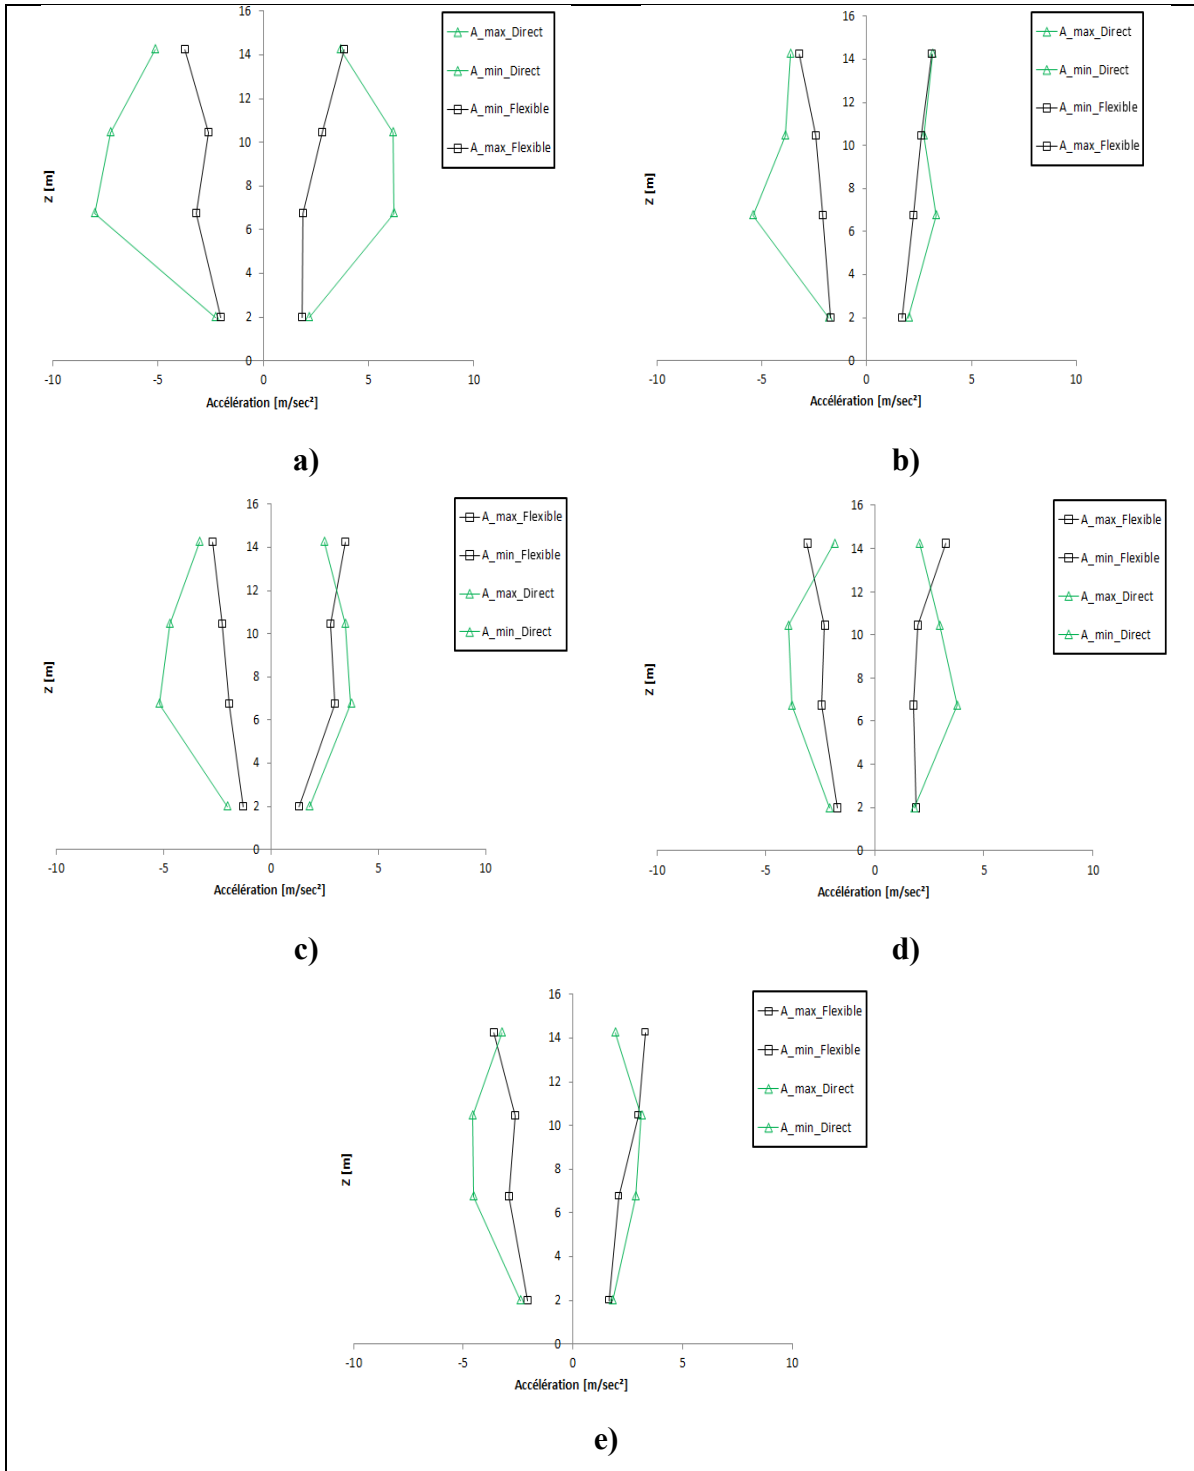 16
14
12
10
8
6
4
2
0
Z [m]
-10 -5 0 5 10
Accélération [m/sec²]
A_max_Direct
A_min_Direct
A_min_Flexible
A_max_Flexible
a)
16
14
12
10
8
6
4
2
0
Z [m]
-10 -5 0 5 10
Accélération [m/sec²]
A_max_Direct
A_min_Direct
A_min_Flexible
A_max_Flexible
b)
16
14
12
10
8
6
4
2
0
Z [m]
-10 -5 0 5 10
Accélération [m/sec²]
A_max_Flexible
A_min_Flexible
A_max_Direct
A_min_Direct
c)
16
14
12
10
8
6
4
2
0
Z [m]
-10 -5 0 5 10
Accélération [m/sec²]
A_max_Flexible
A_min_Flexible
A_max_Direct
A_min_Direct
d)
16
14
12
10
8
6
4
2
0
Z [m]
-10 -5 0 5 10
Accélération [m/sec²]
A_max_Flexible
A_min_Flexible
A_max_Direct
A_min_Direct
e)